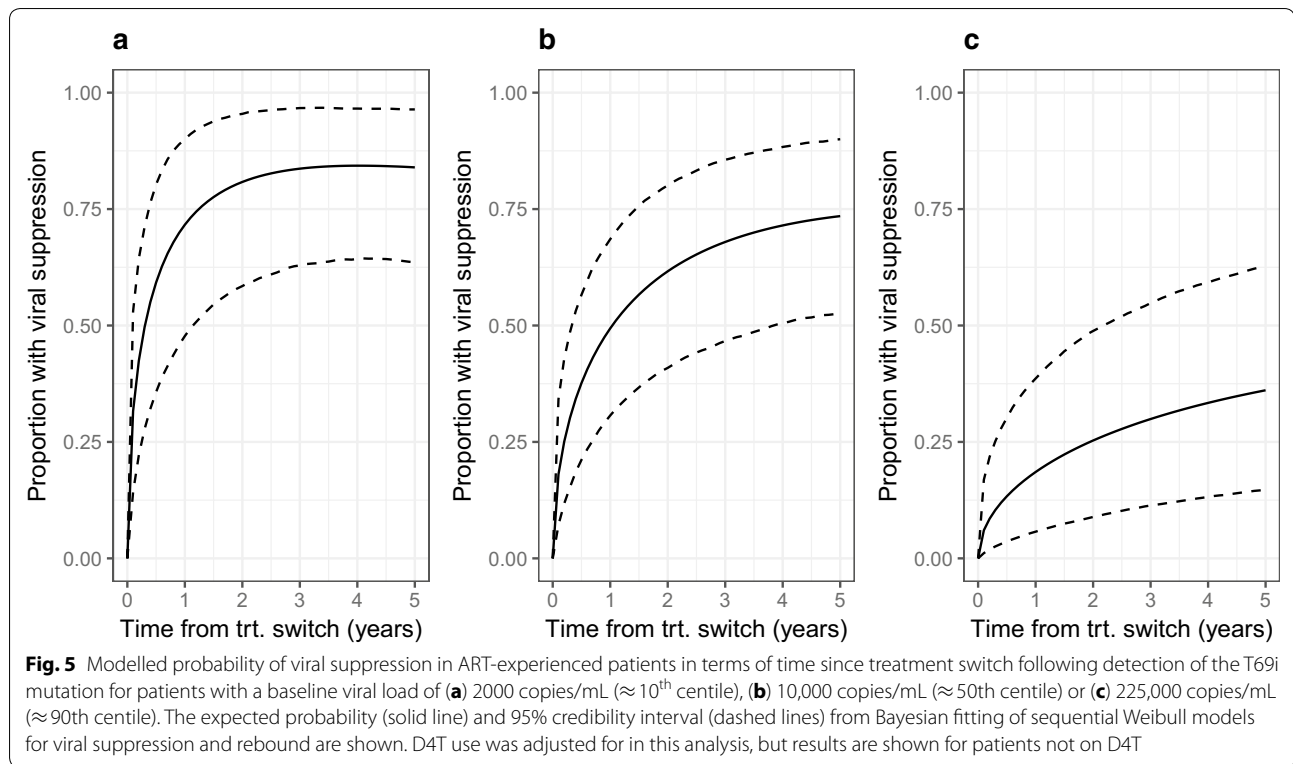 a
b
c
Proportion with viral suppression
1.00
0.75
0.50
0.25
0.00
0 1 2 3 4 5
Time from trt. switch (years)
Proportion with viral suppression
1.00
0.75
0.50
0.25
0.00
0 1 2 3 4 5
Time from trt. switch (years)
Proportion with viral suppression
1.00
0.75
0.50
0.25
0.00
0 1 2 3 4 5
Time from trt. switch (years)
Fig. 5 Modelled probability of viral suppression in ART-experienced patients in terms of time since treatment switch following detection of the T69i
mutation for patients with a baseline viral load of (a) 2000 copies/mL (≈ 10th centile), (b) 10,000 copies/mL (≈ 50th centile) or (c) 225,000 copies/mL
(≈ 90th centile). The expected probability (solid line) and 95% credibility interval (dashed lines) from Bayesian fitting of sequential Weibull models
for viral suppression and rebound are shown. D4T use was adjusted for in this analysis, but results are shown for patients not on D4T